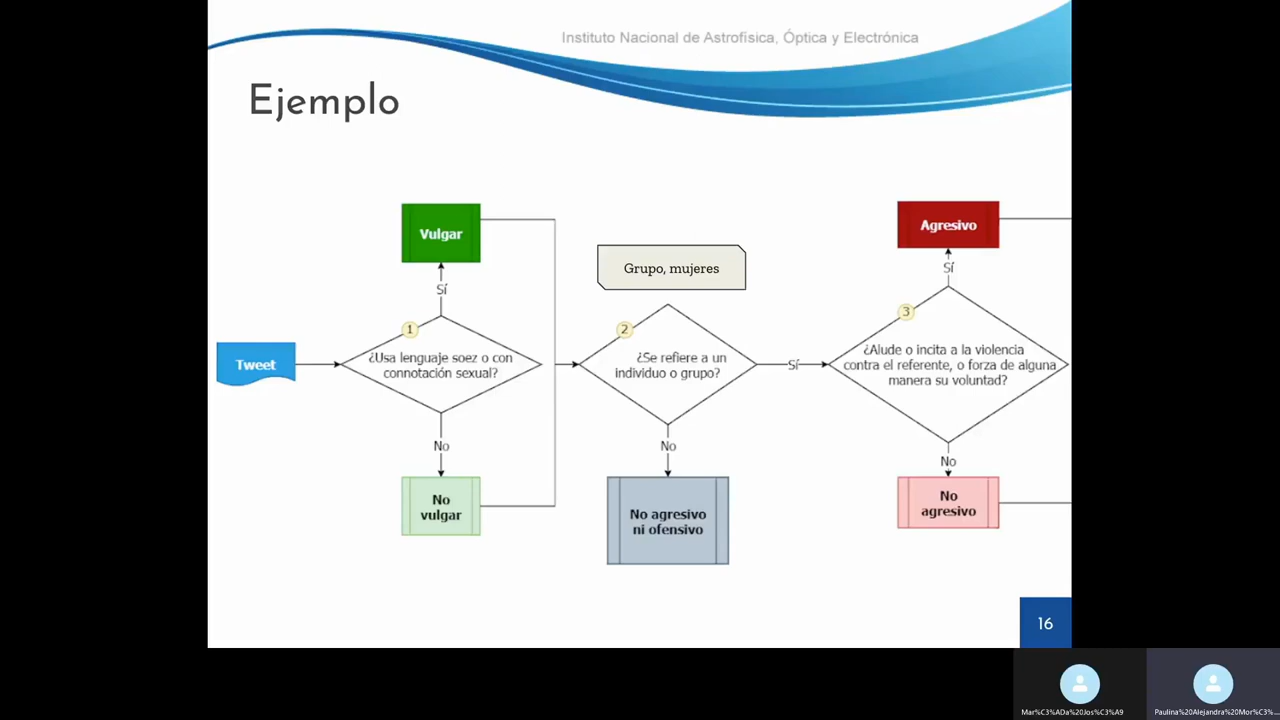 Instituto Nacional de Astrofísica, Óptica y Electrónica
Ejemplo
Vulgar
Sí
1
¿Usa lenguaje soez o con
connotación sexual?
Tweet
No
No
vulgar
Grupo, mujeres
2
¿Se refiere a un
individuo o grupo?
Sí
No
No agresivo
ni ofensivo
Agresivo
Sí
3
¿Alude o incita a la violencia
contra el referente, o forza de alguna
manera su voluntad?
No
No
agresivo
16
Mar%C3%ADa%20Jos%C3%A9
Paulina%20Alejandra%20Mor%C3%...